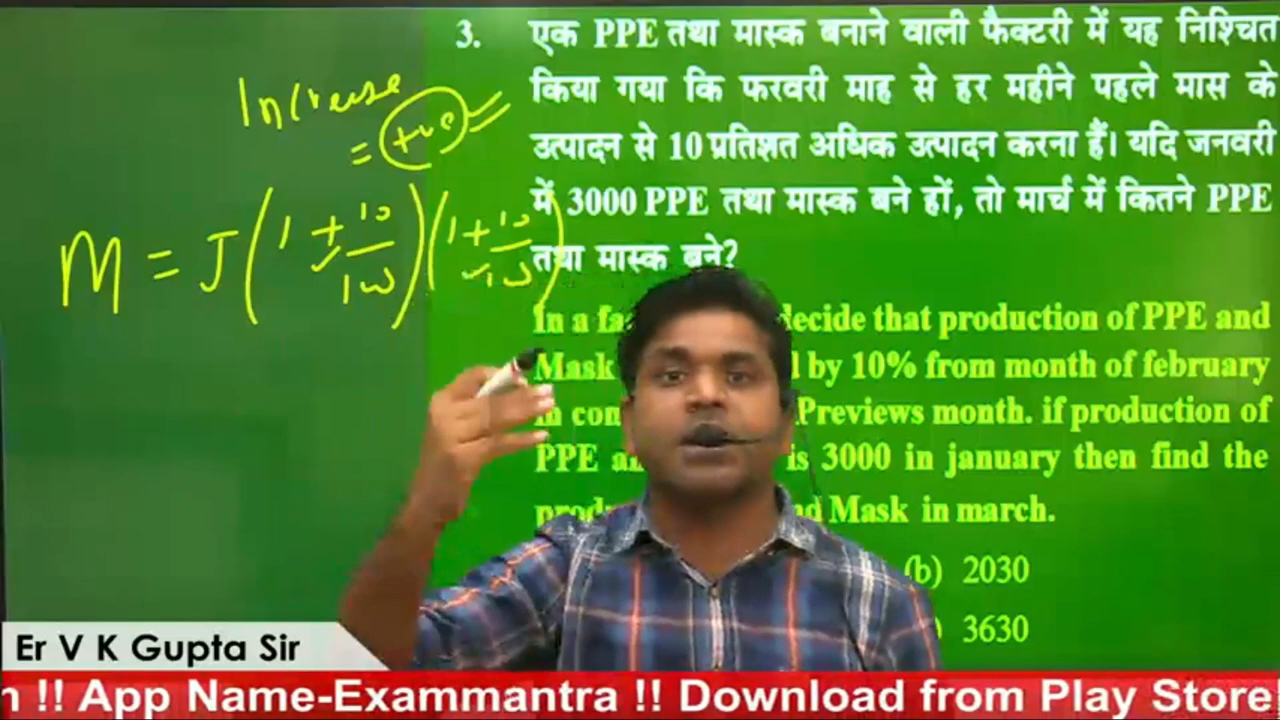 Increase
= +ve
M = J(1+10/100)(1+10/100)
3. एक PPE तथा मास्क बनाने वाली फैक्टरी में यह निश्चित
किया गया कि फरवरी माह से हर महीने पहले मास के
उत्पादन से 10 प्रतिशत अधिक उत्पादन करना हैं। यदि जनवरी
में 3000 PPE तथा मास्क बने हों, तो मार्च में कितने PPE
तथा मास्क बने?
In a decide that production of PPE and
Mask by 10% from month of february
in Previews month. if production of
PPE is 3000 in january then find the
Mask in march.
(b) 2030
3630
Er V K Gupta Sir
!! App Name-Exammantra !! Download from Play Store